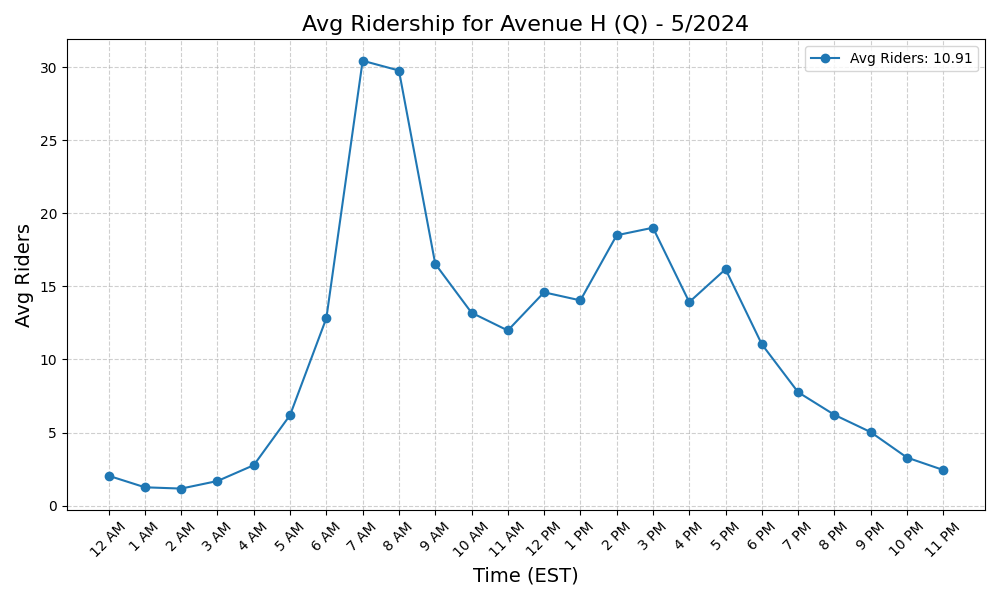 Avg Ridership for Avenue H (Q) - 5/2024
Avg Riders: 10.91
Avg Riders
30
25
20
15
10
5
0
12 AM
1 AM
2 AM
3 AM
4 AM
5 AM
6 AM
7 AM
8 AM
9 AM
10 AM
11 AM
12 PM
1 PM
2 PM
3 PM
4 PM
5 PM
6 PM
7 PM
8 PM
9 PM
10 PM
11 PM
Time (EST)